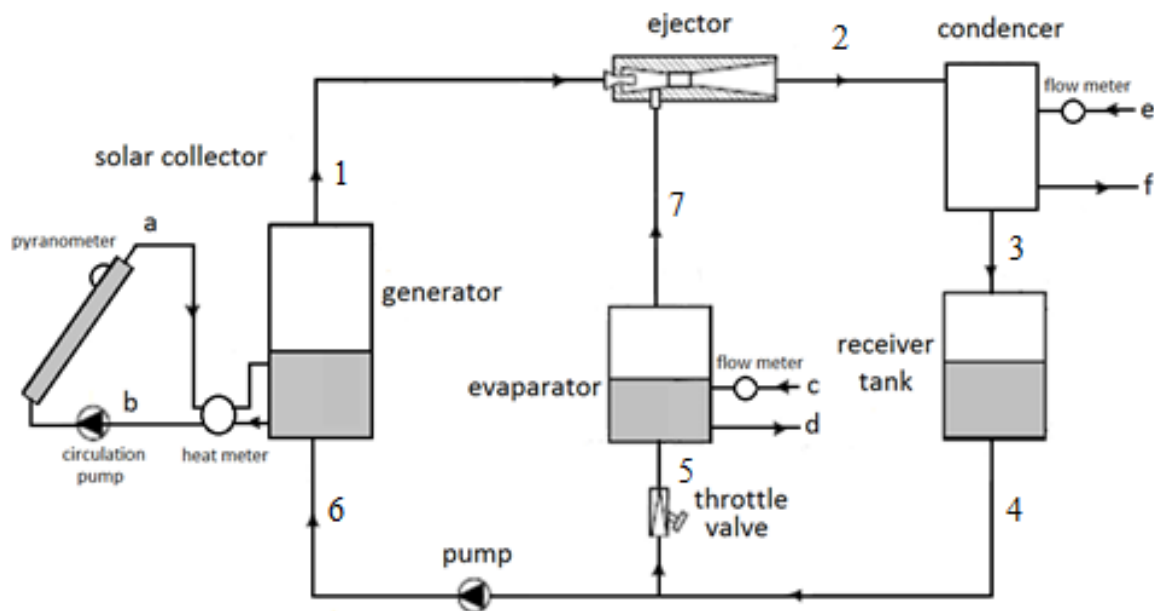 ejector
2
condencer
flow meter
e
solar collector
1
f
a
7
pyranometer
3
generator
receiver
tank
flow meter
evaparator
c
b
d
circulation
pump
heat meter
5
throttle
valve
4
6
pump